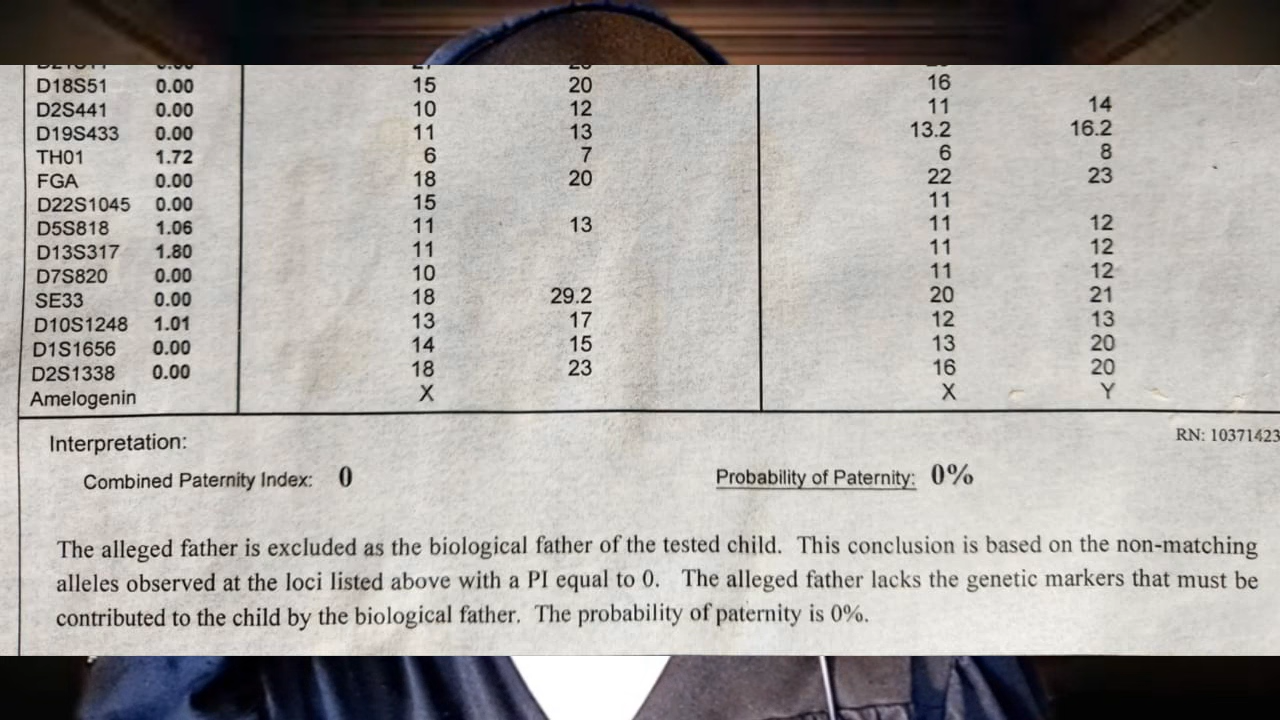 D18S51 0.00 15 20 16
D2S441 0.00 10 12 11 14
D19S433 0.00 11 13 13.2 16.2
TH01 1.72 6 7 6 8
FGA 0.00 18 20 22 23
D22S1045 0.00 15 11
D5S818 1.06 11 13 11 12
D13S317 1.80 11 11 12
D7S820 0.00 10 11 12
SE33 0.00 18 29.2 20 21
D10S1248 1.01 13 17 12 13
D1S1656 0.00 14 15 13 20
D2S1338 0.00 18 23 16 20
Amelogenin X X Y
RN: 10371423
Interpretation:
Combined Paternity Index: 0 Probability of Paternity: 0%
The alleged father is excluded as the biological father of the tested child. This conclusion is based on the non-matching
alleles observed at the loci listed above with a PI equal to 0. The alleged father lacks the genetic markers that must be
contributed to the child by the biological father. The probability of paternity is 0%.